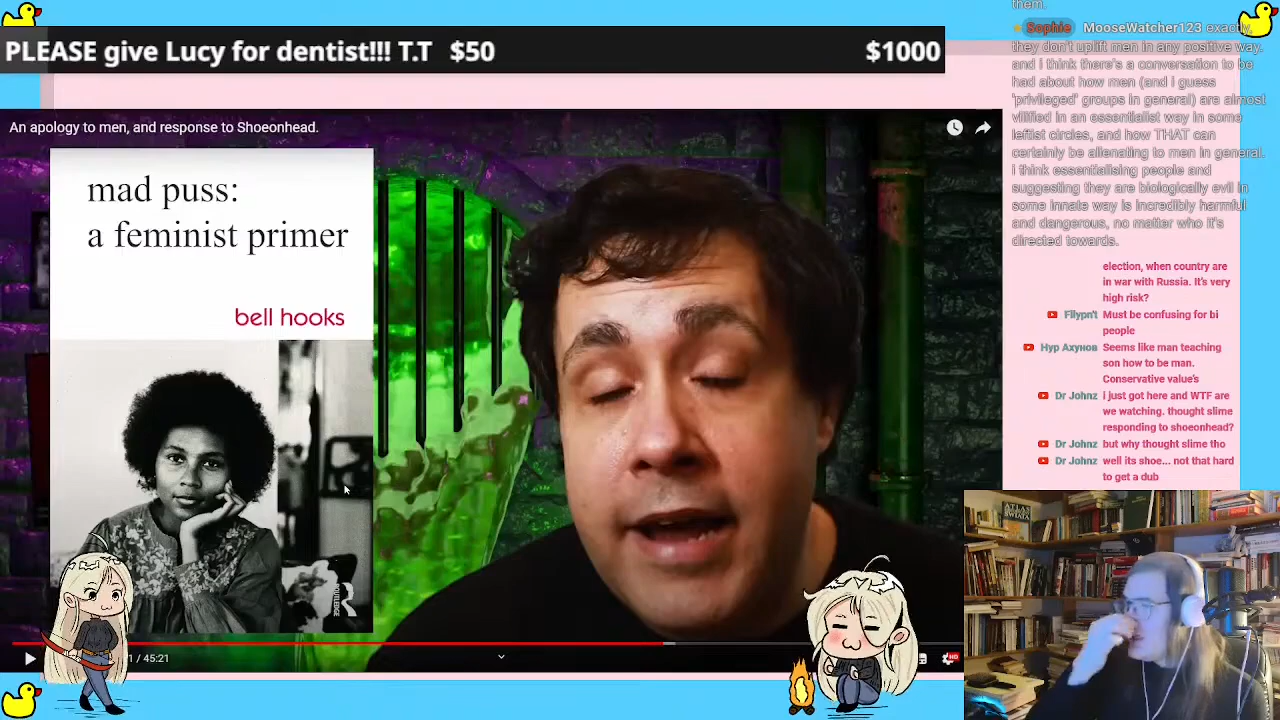 PLEASE give Lucy for dentist!!! T.T $50 $1000
An apology to men, and response to Shoeonhead.
mad puss:
a feminist primer
bell hooks
ROUTLEDGE
1 / 45:21
HD
them.
Sophie MooseWatcher123 exactly,
they don't uplift men in any positive way.
and i think there's a conversation to be
had about how men (and i guess
'privileged' groups in general) are almost
vilified in an essentialist way in some
leftist circles, and how THAT can
certainly be alienating to men in general.
I think essentialising people and
suggesting they are biologically evil in
some innate way is incredibly harmful
and dangerous, no matter who it's
directed towards.
election, when country are
in war with Russia. It's very
high risk?
Filypn't Must be confusing for bi
people
Нур Ахунов Seems like man teaching
son how to be man.
Conservative value's
Dr Johnz i just got here and WTF are
we watching. thought slime
responding to shoeonhead?
Dr Johnz but why thought slime tho
Dr Johnz well its shoe... not that hard
to get a dub
ATLAS
ŚWIATA